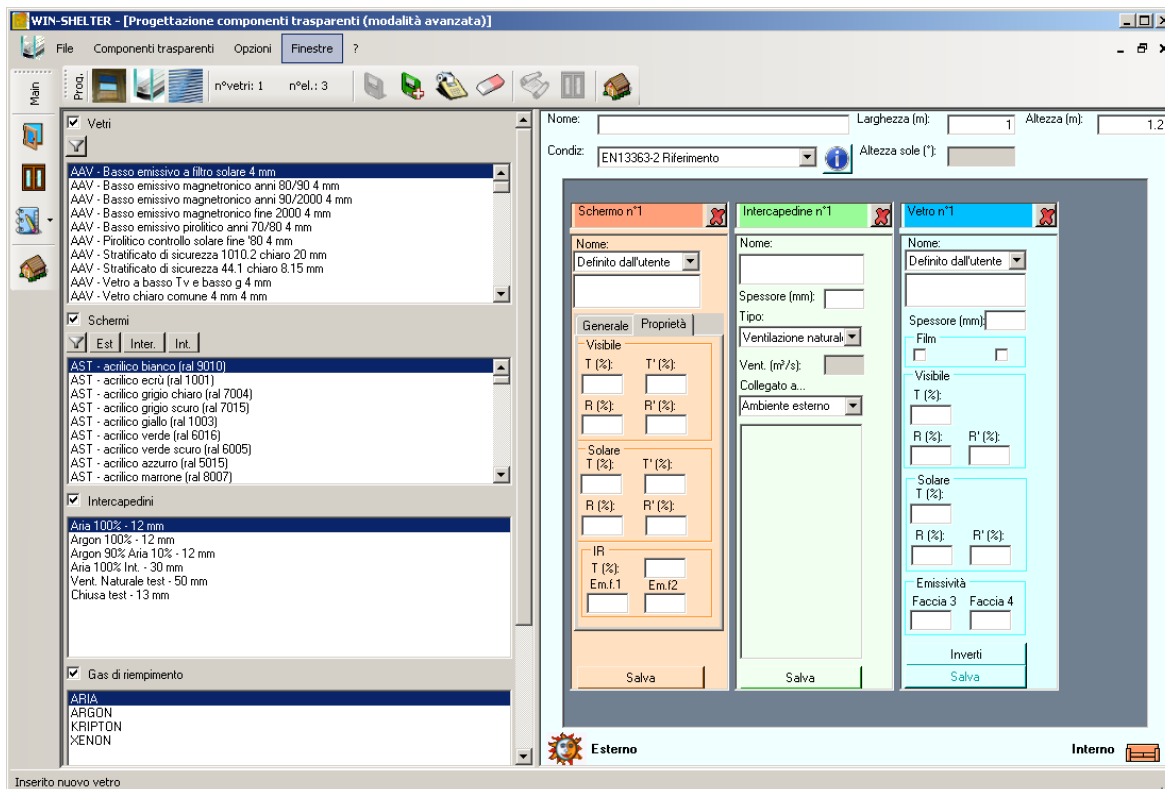 WIN-SHELTER - [Progettazione componenti trasparenti (modalità avanzata)]
File Componenti trasparenti Opzioni Finestre ?
Main
Prog.
n°vetri: 1 n°el.: 3
Vetri
AAV - Basso emissivo a filtro solare 4 mm
AAV - Basso emissivo magnetronico anni 80/90 4 mm
AAV - Basso emissivo magnetronico anni 90/2000 4 mm
AAV - Basso emissivo magnetronico fine 2000 4 mm
AAV - Basso emissivo pirolitico anni 70/80 4 mm
AAV - Pirolitico controllo solare fine '80 4 mm
AAV - Stratificato di sicurezza 1010.2 chiaro 20 mm
AAV - Stratificato di sicurezza 44.1 chiaro 8.15 mm
AAV - Vetro a basso Tv e basso g 4 mm
AAV - Vetro chiaro comune 4 mm 4 mm
Schermi
Est Inter. Int.
AST - acrilico bianco (ral 9010)
AST - acrilico ecrù (ral 1001)
AST - acrilico grigio chiaro (ral 7004)
AST - acrilico grigio scuro (ral 7015)
AST - acrilico giallo (ral 1003)
AST - acrilico verde (ral 6016)
AST - acrilico verde scuro (ral 6005)
AST - acrilico azzurro (ral 5015)
AST - acrilico marrone (ral 8007)
Intercapedini
Aria 100% - 12 mm
Argon 100% - 12 mm
Argon 90% Aria 10% - 12 mm
Aria 100% Int. - 30 mm
Vent. Naturale test - 50 mm
Chiusa test - 13 mm
Gas di riempimento
ARIA
ARGON
KRIPTON
XENON
Nome: Larghezza (m): 1 Altezza (m): 1.2
Condiz: EN13363-2 Riferimento Altezza sole (°):
Schermo n°1
Nome:
Definito dall'utente
Generale Proprietà
Visibile
T (%): T' (%):
R (%): R' (%):
Solare
T (%): T' (%):
R (%): R' (%):
IR
T (%):
Em.f.1 Em.f2
Salva
Intercapedine n°1
Nome:
Spessore (mm):
Tipo:
Ventilazione natural
Vent. (m³/s):
Collegato a...
Ambiente esterno
Salva
Vetro n°1
Nome:
Definito dall'utente
Spessore (mm):
Film
Visibile
T (%):
R (%): R' (%):
Solare
T (%):
R (%): R' (%):
Emissività
Faccia 3 Faccia 4
Inverti
Salva
Esterno Interno
Inserito nuovo vetro